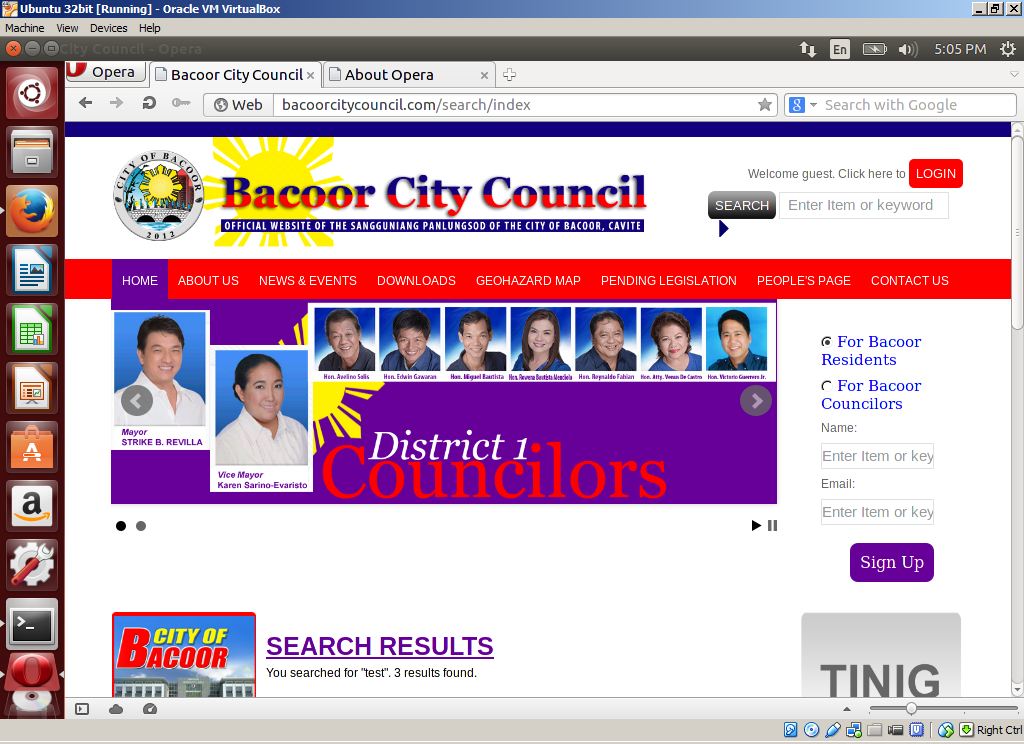 Ubuntu 32bit [Running] - Oracle VM VirtualBox
Machine View Devices Help
City Council - Opera
En
5:05 PM
Opera
Bacoor City Council
About Opera
Web
bacoorcitycouncil.com/search/index
Search with Google
CITY OF BACOOR
2012
Bacoor City Council
OFFICIAL WEBSITE OF THE SANGGUNIANG PANLUNGSOD OF THE CITY OF BACOOR, CAVITE
Welcome guest. Click here to LOGIN
SEARCH
Enter Item or keyword
HOME ABOUT US NEWS & EVENTS DOWNLOADS GEOHAZARD MAP PENDING LEGISLATION PEOPLE'S PAGE CONTACT US
Hon. Avelino Solis
Hon. Edwin Gawaran
Hon. Miguel Bautista
Hon. Rowena Bautista Mendiola
Hon. Reynaldo Fabian
Hon. Atty. Venus De Castro
Hon. Victorio Guerrero Jr.
Mayor
STRIKE B. REVILLA
Vice Mayor
Karen Sarino-Evaristo
District 1
Councilors
For Bacoor
Residents
For Bacoor
Councilors
Name:
Enter Item or key
Email:
Enter Item or key
Sign Up
CITY OF
BACOOR
SEARCH RESULTS
You searched for "test". 3 results found.
TINIG
Right Ctrl